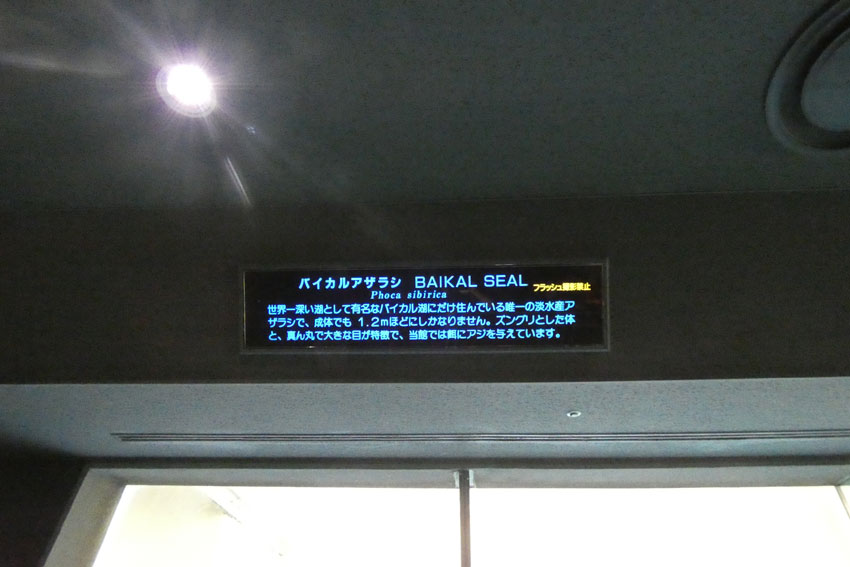 バイカルアザラシ BAIKAL SEAL フラッシュ撮影禁止
Phoca sibirica
世界一深い湖として有名なバイカル湖にだけ住んでいる唯一の淡水産ア
ザラシで、成体でも 1.2mほどにしかなりません。ズングリとした体
と、真ん丸で大きな目が特徴で、当館では餌にアジを与えています。